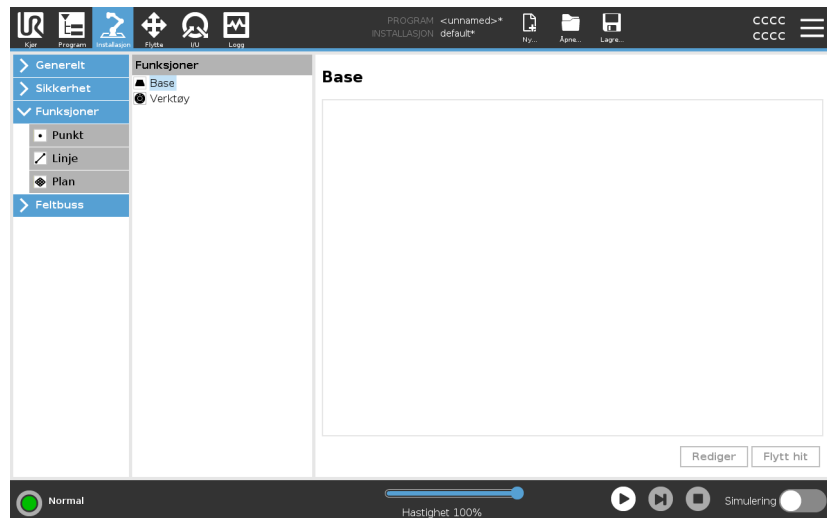 UR
PROGRAM <unnamed>*
INSTALLASJON default*
Kjør Program Installasjon Flytte I/U Logg
Ny... Åpne... Lagre...
CCCC
CCCC
Generelt
Sikkerhet
Funksjoner
Punkt
Linje
Plan
Feltbuss
Funksjoner
Base
Verktøy
Base
Rediger Flytt hit
Normal
Hastighet 100%
Simulering